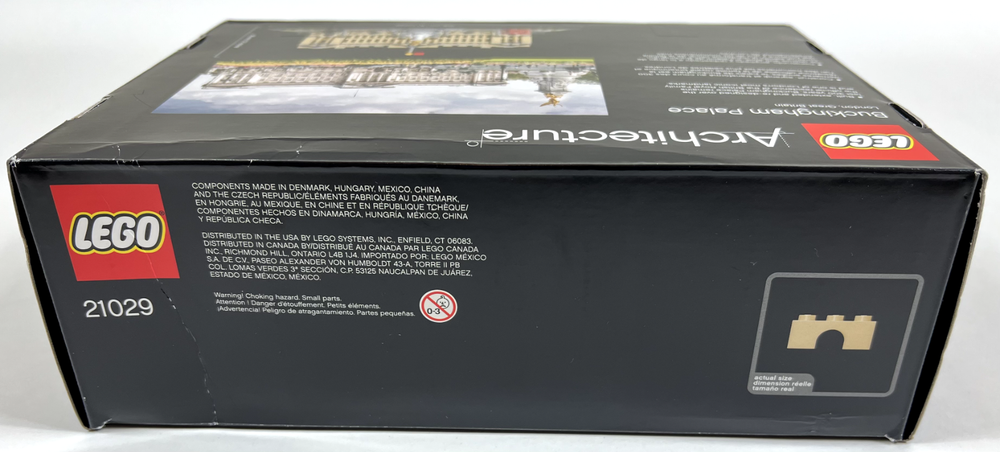 LEGO
Architecture
Buckingham Palace
London, Great Britain
LEGO
21029
COMPONENTS MADE IN DENMARK, HUNGARY, MEXICO, CHINA
AND THE CZECH REPUBLIC/ÉLÉMENTS FABRIQUÉS AU DANEMARK,
EN HONGRIE, AU MEXIQUE, EN CHINE ET EN RÉPUBLIQUE TCHÈQUE/
COMPONENTES HECHOS EN DINAMARCA, HUNGRÍA, MÉXICO, CHINA
Y REPÚBLICA CHECA.
DISTRIBUTED IN THE USA BY LEGO SYSTEMS, INC., ENFIELD, CT 06083.
DISTRIBUTED IN CANADA BY/DISTRIBUÉ AU CANADA PAR LEGO CANADA
INC., RICHMOND HILL, ONTARIO L4B 1J4. IMPORTADO POR: LEGO MÉXICO
S.A. DE C.V., PASEO ALEXANDER VON HUMBOLDT 43-A, TORRE II PB
COL. LOMAS VERDES 3ª SECCIÓN, C.P. 53125 NAUCALPAN DE JUÁREZ,
ESTADO DE MÉXICO, MÉXICO.
Warning! Choking hazard. Small parts.
Attention ! Danger d'étouffement. Petits éléments.
¡Advertencia! Peligro de atragantamiento. Partes pequeñas.
0-3
actual size
dimension réelle
tamaño real